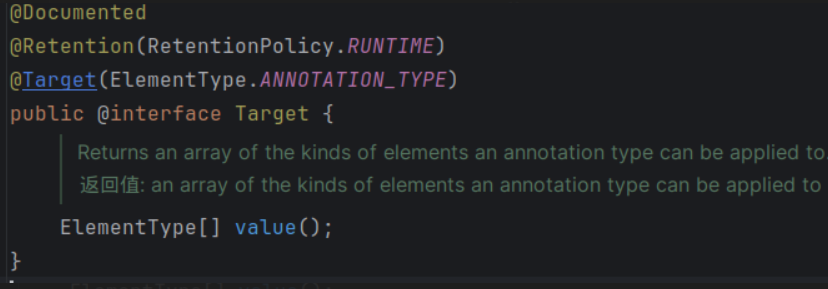 @Documented
@Retention(RetentionPolicy.RUNTIME)
@Target(ElementType.ANNOTATION_TYPE)
public @interface Target {
Returns an array of the kinds of elements an annotation type can be applied to.
返回值: an array of the kinds of elements an annotation type can be applied to
ElementType[] value();
}